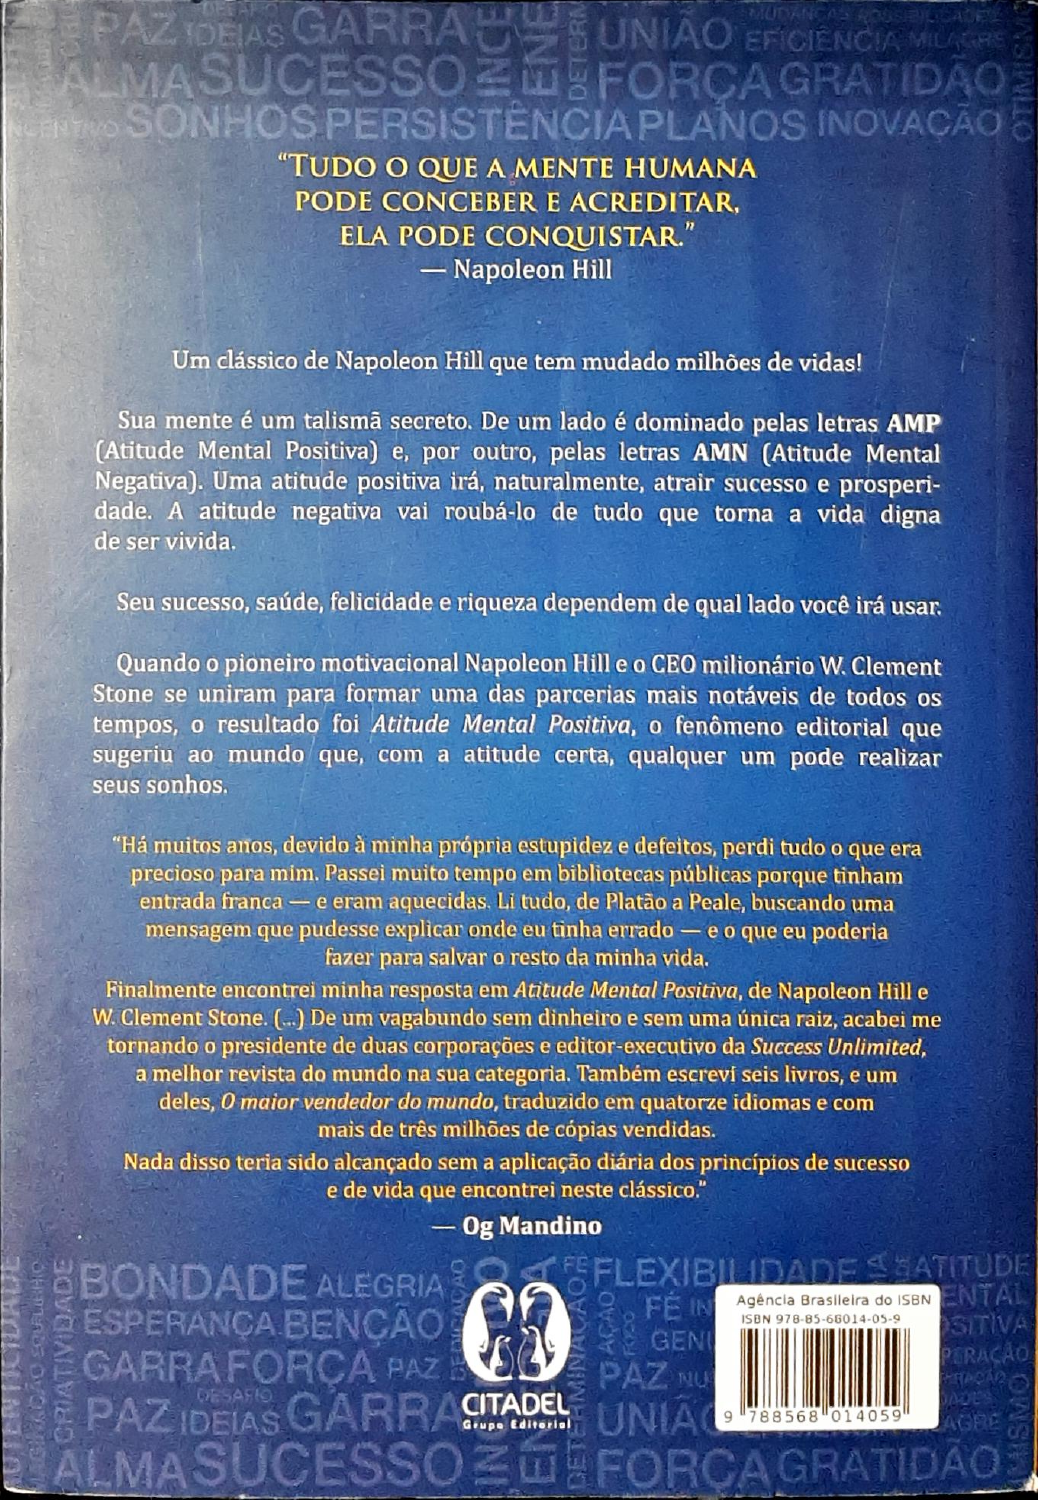 PAZ IDEIAS GARRA UNIÃO EFICIÊNCIA MILAGRE
ALMA SUCESSO FORÇA GRATIDÃO
SONHOS PERSISTÊNCIA PLANOS INOVAÇÃO
“TUDO O QUE A MENTE HUMANA
PODE CONCEBER E ACREDITAR,
ELA PODE CONQUISTAR.”
— Napoleon Hill
Um clássico de Napoleon Hill que tem mudado milhões de vidas!
Sua mente é um talismã secreto. De um lado é dominado pelas letras AMP
(Atitude Mental Positiva) e, por outro, pelas letras AMN (Atitude Mental
Negativa). Uma atitude positiva irá, naturalmente, atrair sucesso e prosperi-
dade. A atitude negativa vai roubá-lo de tudo que torna a vida digna
de ser vivida.
Seu sucesso, saúde, felicidade e riqueza dependem de qual lado você irá usar.
Quando o pioneiro motivacional Napoleon Hill e o CEO milionário W. Clement
Stone se uniram para formar uma das parcerias mais notáveis de todos os
tempos, o resultado foi Atitude Mental Positiva, o fenômeno editorial que
sugeriu ao mundo que, com a atitude certa, qualquer um pode realizar
seus sonhos.
“Há muitos anos, devido à minha própria estupidez e defeitos, perdi tudo o que era
precioso para mim. Passei muito tempo em bibliotecas públicas porque tinham
entrada franca — e eram aquecidas. Li tudo, de Platão a Peale, buscando uma
mensagem que pudesse explicar onde eu tinha errado — e o que eu poderia
fazer para salvar o resto da minha vida.
Finalmente encontrei minha resposta em Atitude Mental Positiva, de Napoleon Hill e
W. Clement Stone. (...) De um vagabundo sem dinheiro e sem uma única raiz, acabei me
tornando o presidente de duas corporações e editor-executivo da Success Unlimited,
a melhor revista do mundo na sua categoria. Também escrevi seis livros, e um
deles, O maior vendedor do mundo, traduzido em quatorze idiomas e com
mais de três milhões de cópias vendidas.
Nada disso teria sido alcançado sem a aplicação diária dos princípios de sucesso
e de vida que encontrei neste clássico.”
— Og Mandino
BONDADE ALEGRIA FÉ FLEXIBILIDADE ATITUDE
ESPERANÇA BENÇÃO FÉ
GARRA FORÇA PAZ PAZ
DESAFIO
PAZ IDEIAS GARRA UNIÃO
ALMA SUCESSO FORÇA GRATIDÃO
CITADEL
Grupo Editorial
Agência Brasileira do ISBN
ISBN 978-85-68014-05-9
9 788568 014059